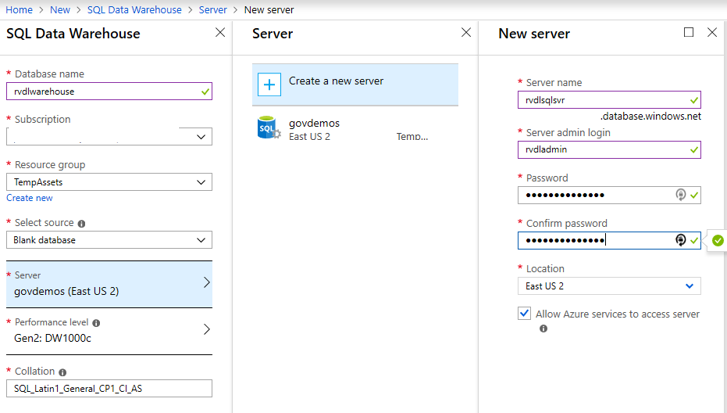 Home > New > SQL Data Warehouse > Server > New server
SQL Data Warehouse
* Database name
rvdlwarehouse
* Subscription
* Resource group
TempAssets
Create new
* Select source
Blank database
* Server
govdemos (East US 2)
* Performance level
Gen2: DW1000c
* Collation
SQL_Latin1_General_CP1_CI_AS
Server
Create a new server
SQL
govdemos
East US 2 Temp...
New server
* Server name
rvdlsqlsvr
.database.windows.net
* Server admin login
rvdladmin
* Password
••••••••••••••
* Confirm password
••••••••••••••
* Location
East US 2
Allow Azure services to access server